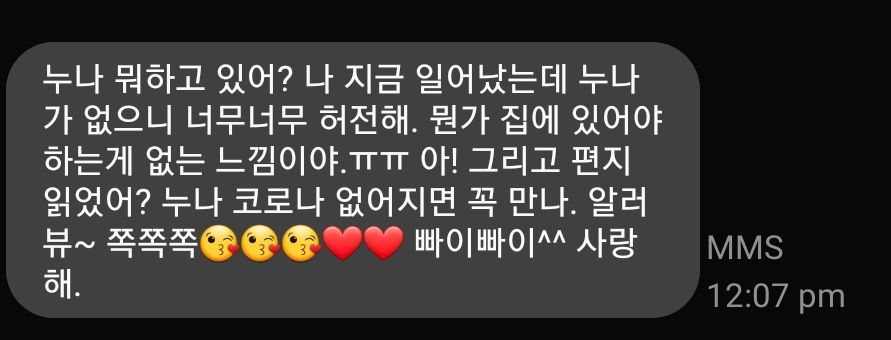 누나 뭐하고 있어? 나 지금 일어났는데 누나
가 없으니 너무너무 허전해. 뭔가 집에 있어야
하는게 없는 느낌이야.ㅠㅠ 아! 그리고 편지
읽었어? 누나 코로나 없어지면 꼭 만나. 알러
뷰~ 쪽쪽쪽😘😘😘❤️❤️ 빠이빠이^^ 사랑
해.
MMS
12:07 pm